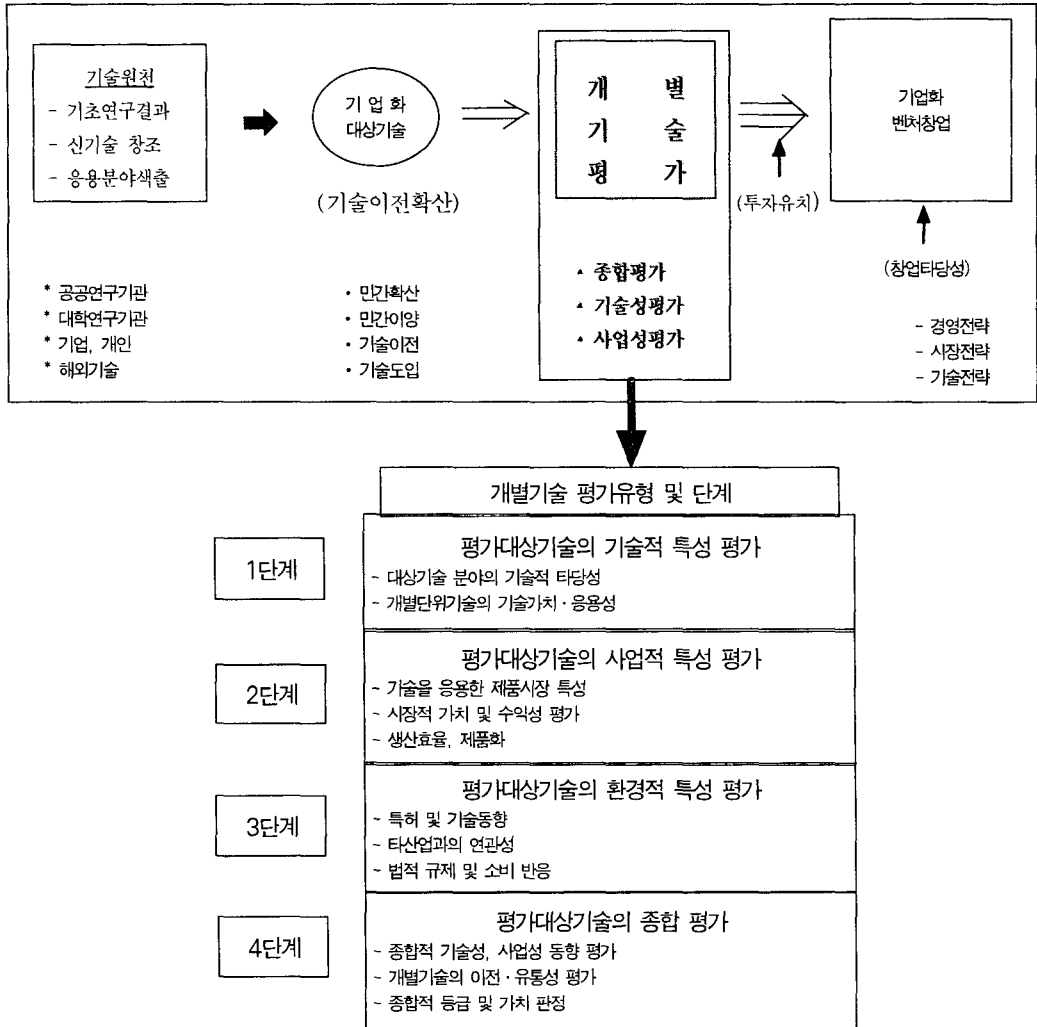 기술원천
- 기초연구결과
- 신기술 창조
- 응용분야색출
기 업 화
대상기술
(기술이전확산)
개 별
기 술
평 가
(투자유치)
기업화
벤처창업
(창업타당성)
* 공공연구기관
* 대학연구기관
* 기업, 개인
* 해외기술
• 민간확산
• 민간이양
• 기술이전
• 기술도입
▲ 종합평가
▲ 기술성평가
▲ 사업성평가
- 경영전략
- 시장전략
- 기술전략
개별기술 평가유형 및 단계
1단계
평가대상기술의 기술적 특성 평가
- 대상기술 분야의 기술적 타당성
- 개별단위기술의 기술가치·응용성
2단계
평가대상기술의 사업적 특성 평가
- 기술을 응용한 제품시장 특성
- 시장적 가치 및 수익성 평가
- 생산효율, 제품화
3단계
평가대상기술의 환경적 특성 평가
- 특허 및 기술동향
- 타산업과의 연관성
- 법적 규제 및 소비 반응
4단계
평가대상기술의 종합 평가
- 종합적 기술성, 사업성 동향 평가
- 개별기술의 이전·유통성 평가
- 종합적 등급 및 가치 판정